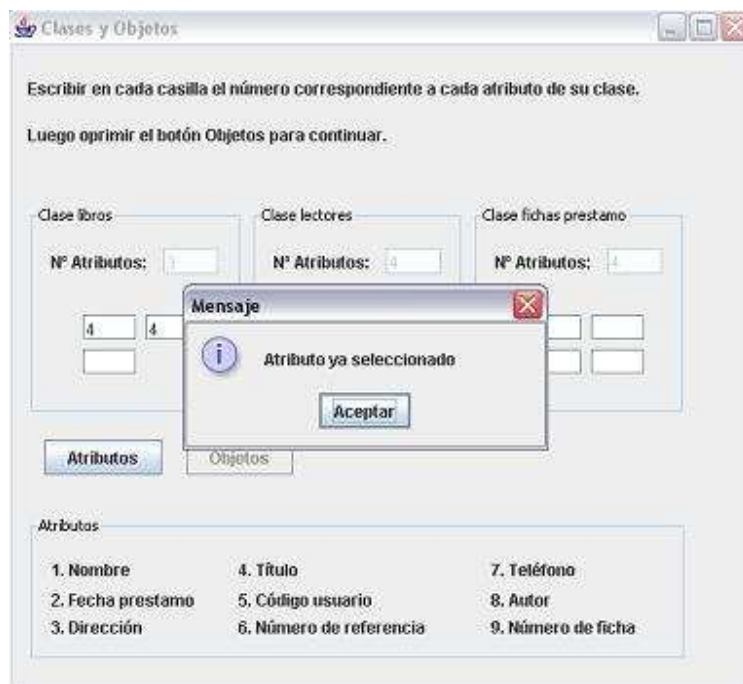 Clases y Objetos
Escribir en cada casilla el número correspondiente a cada atributo de su clase.
Luego oprimir el botón Objetos para continuar.
Clase libros
Clase lectores
Clase fichas prestamo
Nº Atributos: 3
Nº Atributos: 4
Nº Atributos: 4
4 4
Mensaje
Atributo ya seleccionado
Aceptar
Atributos
Objetos
Atributos
1. Nombre
4. Título
7. Teléfono
2. Fecha prestamo
5. Código usuario
8. Autor
3. Dirección
6. Número de referencia
9. Número de ficha